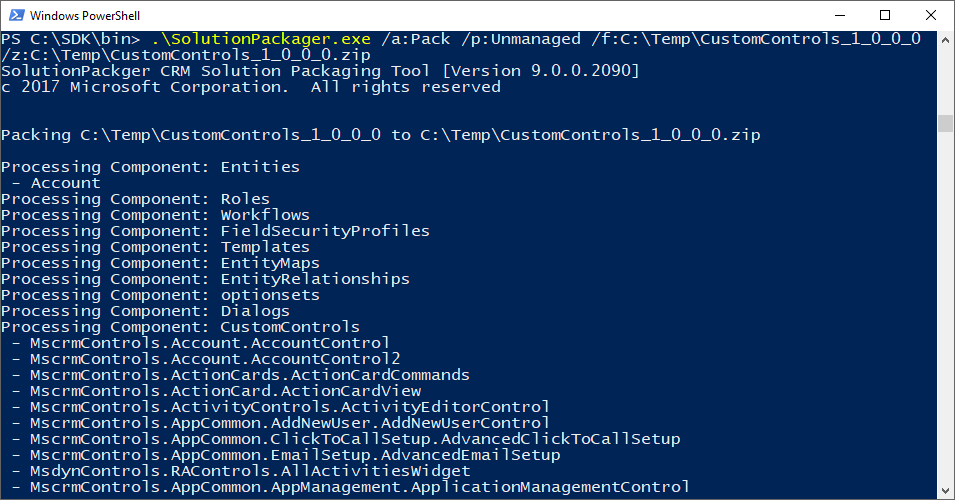 Windows PowerShell
PS C:\SDK\bin> .\SolutionPackager.exe /a:Pack /p:Unmanaged /f:C:\Temp\CustomControls_1_0_0_0
/z:C:\Temp\CustomControls_1_0_0_0.zip
SolutionPackger CRM Solution Packaging Tool [Version 9.0.0.2090]
c 2017 Microsoft Corporation.  All rights reserved
Packing C:\Temp\CustomControls_1_0_0_0 to C:\Temp\CustomControls_1_0_0_0.zip
Processing Component: Entities
 - Account
Processing Component: Roles
Processing Component: Workflows
Processing Component: FieldSecurityProfiles
Processing Component: Templates
Processing Component: EntityMaps
Processing Component: EntityRelationships
Processing Component: optionsets
Processing Component: Dialogs
Processing Component: CustomControls
 - MscrmControls.Account.AccountControl
 - MscrmControls.Account.AccountControl2
 - MscrmControls.ActionCards.ActionCardCommands
 - MscrmControls.ActionCard.ActionCardView
 - MscrmControls.ActivityControls.ActivityEditorControl
 - MscrmControls.AppCommon.AddNewUser.AddNewUserControl
 - MscrmControls.AppCommon.ClickToCallSetup.AdvancedClickToCallSetup
 - MscrmControls.AppCommon.EmailSetup.AdvancedEmailSetup
 - MsdynControls.RAControls.AllActivitiesWidget
 - MscrmControls.AppCommon.AppManagement.ApplicationManagementControl